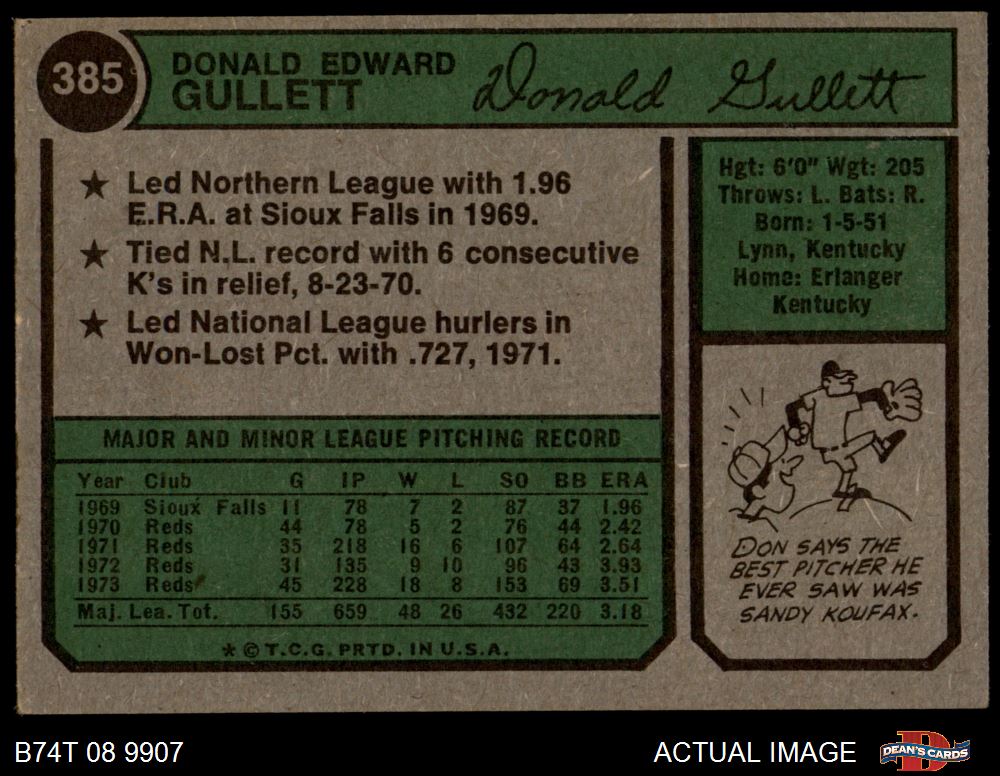 385
DONALD EDWARD
GULLETT
Donald Gullett
★ Led Northern League with 1.96
E.R.A. at Sioux Falls in 1969.
★ Tied N.L. record with 6 consecutive
K's in relief, 8-23-70.
★ Led National League hurlers in
Won-Lost Pct. with .727, 1971.
Hgt: 6'0" Wgt: 205
Throws: L. Bats: R.
Born: 1-5-51
Lynn, Kentucky
Home: Erlanger
Kentucky
MAJOR AND MINOR LEAGUE PITCHING RECORD
Year Club G IP W L SO BB ERA
1969 Sioux Falls 11 78 7 2 87 37 1.96
1970 Reds 44 78 5 2 76 44 2.42
1971 Reds 35 218 16 6 107 64 2.64
1972 Reds 31 135 9 10 96 43 3.93
1973 Reds 45 228 18 8 153 69 3.51
Maj. Lea. Tot. 155 659 48 26 432 220 3.18
* © T.C.G. PRTD. IN U.S.A.
DON SAYS THE
BEST PITCHER HE
EVER SAW WAS
SANDY KOUFAX.
B74T 08 9907
ACTUAL IMAGE
D
DEAN'S CARDS